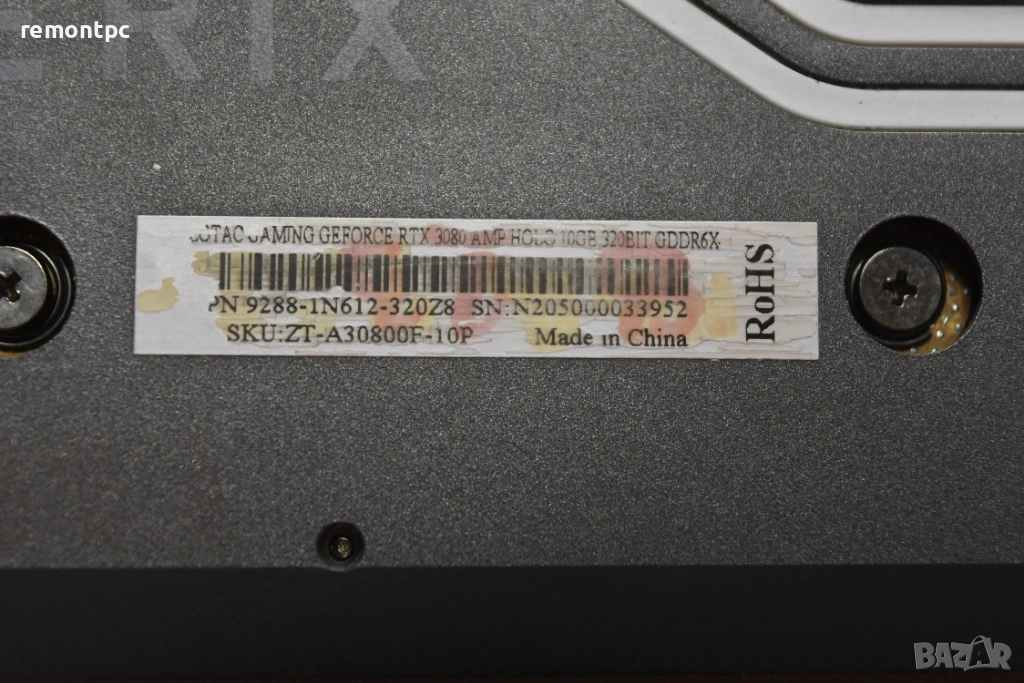 remontpc
ERTX
GAMING GEFORCE RTX 3080 AMP HOLO 10GB 320BIT GDDR6X
PN 9288-1N612-320Z8 SN:N205000033952
SKU:ZT-A30800F-10P Made in China
RoHS
BAZAR